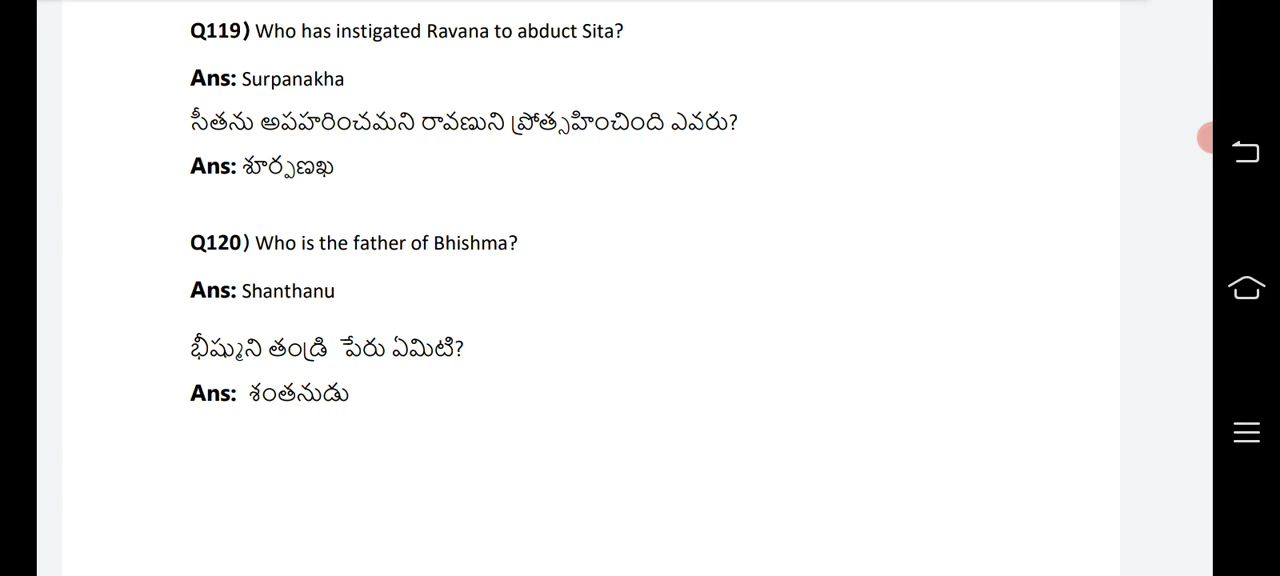 Q119) Who has instigated Ravana to abduct Sita?
Ans: Surpanakha
సీతను అపహరించమని రావణుని ప్రోత్సహించింది ఎవరు?
Ans: శూర్పణఖ
Q120) Who is the father of Bhishma?
Ans: Shanthanu
భీష్ముని తండ్రి పేరు ఏమిటి?
Ans: శంతనుడు